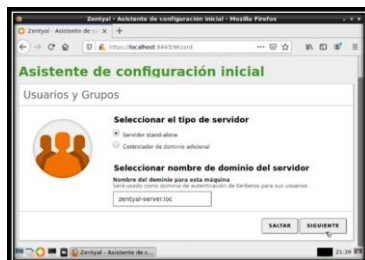 Zentyal - Asistente de configuración inicial - Mozilla Firefox
Zentyal - Asistente de co
https://localhost:8443/Wizard
Asistente de configuración inicial
Usuarios y Grupos
Seleccionar el tipo de servidor
Servidor stand-alone
Controlador de dominio adicional
Seleccionar nombre de dominio del servidor
Nombre del dominio para esta máquina
Será usado como dominio de autenticación de Kerberos para sus usuarios.
zentyal-server.loc
SALTAR SIGUIENTE
Zentyal - Asistente de c...
21:39